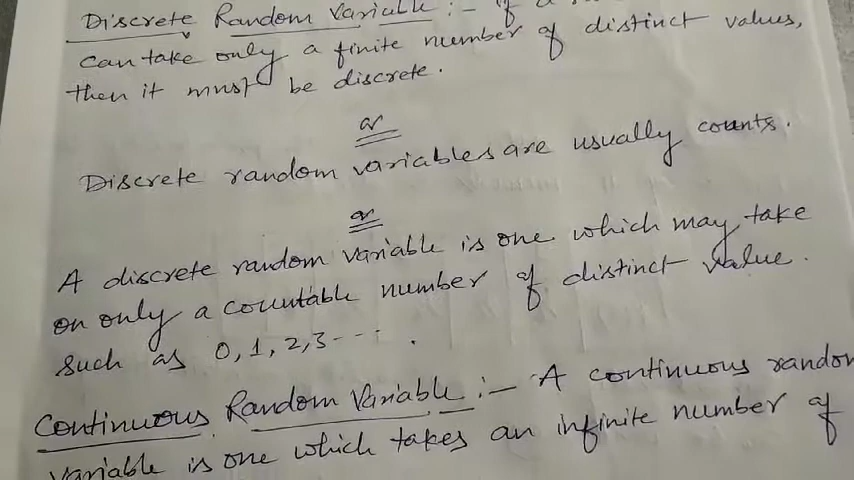 Discrete Random Variable :- if a
can take only a finite number of distinct values,
then it must be discrete.
or
Discrete random variables are usually counts.
or
A discrete random variable is one which may take
on only a countable number of distinct value.
such as 0, 1, 2, 3 ---- .
Continuous Random Variable :- A continuous random
variable is one which takes an infinite number of